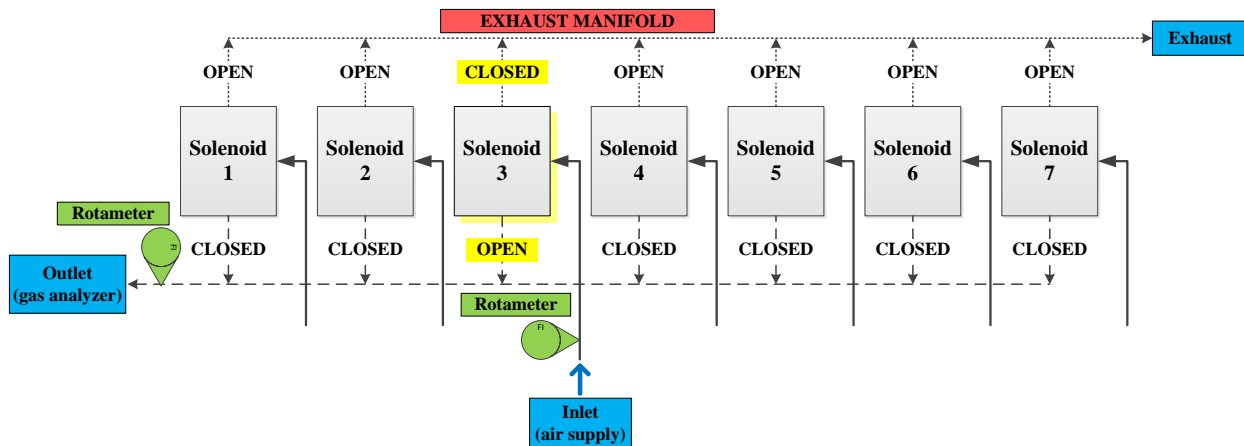 EXHAUST MANIFOLD
Exhaust
OPEN
OPEN
CLOSED
OPEN
OPEN
OPEN
OPEN
Solenoid
1
Solenoid
2
Solenoid
3
Solenoid
4
Solenoid
5
Solenoid
6
Solenoid
7
Rotameter
FI
CLOSED
CLOSED
OPEN
CLOSED
CLOSED
CLOSED
CLOSED
Outlet
(gas analyzer)
Rotameter
FI
Inlet
(air supply)